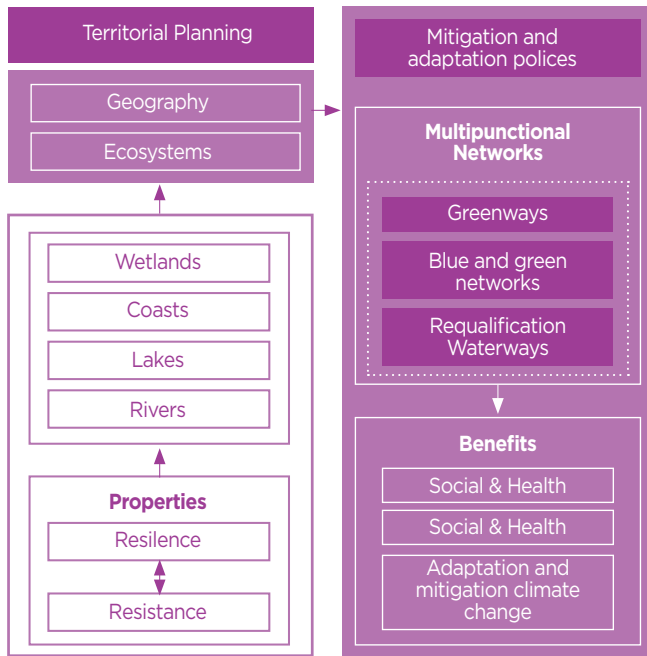 Territorial Planning
Geography
Ecosystems
Wetlands
Coasts
Lakes
Rivers
Properties
Resilence
Resistance
Mitigation and
adaptation polices
Multipunctional
Networks
Greenways
Blue and green
networks
Requalification
Waterways
Benefits
Social & Health
Social & Health
Adaptation and
mitigation climate
change